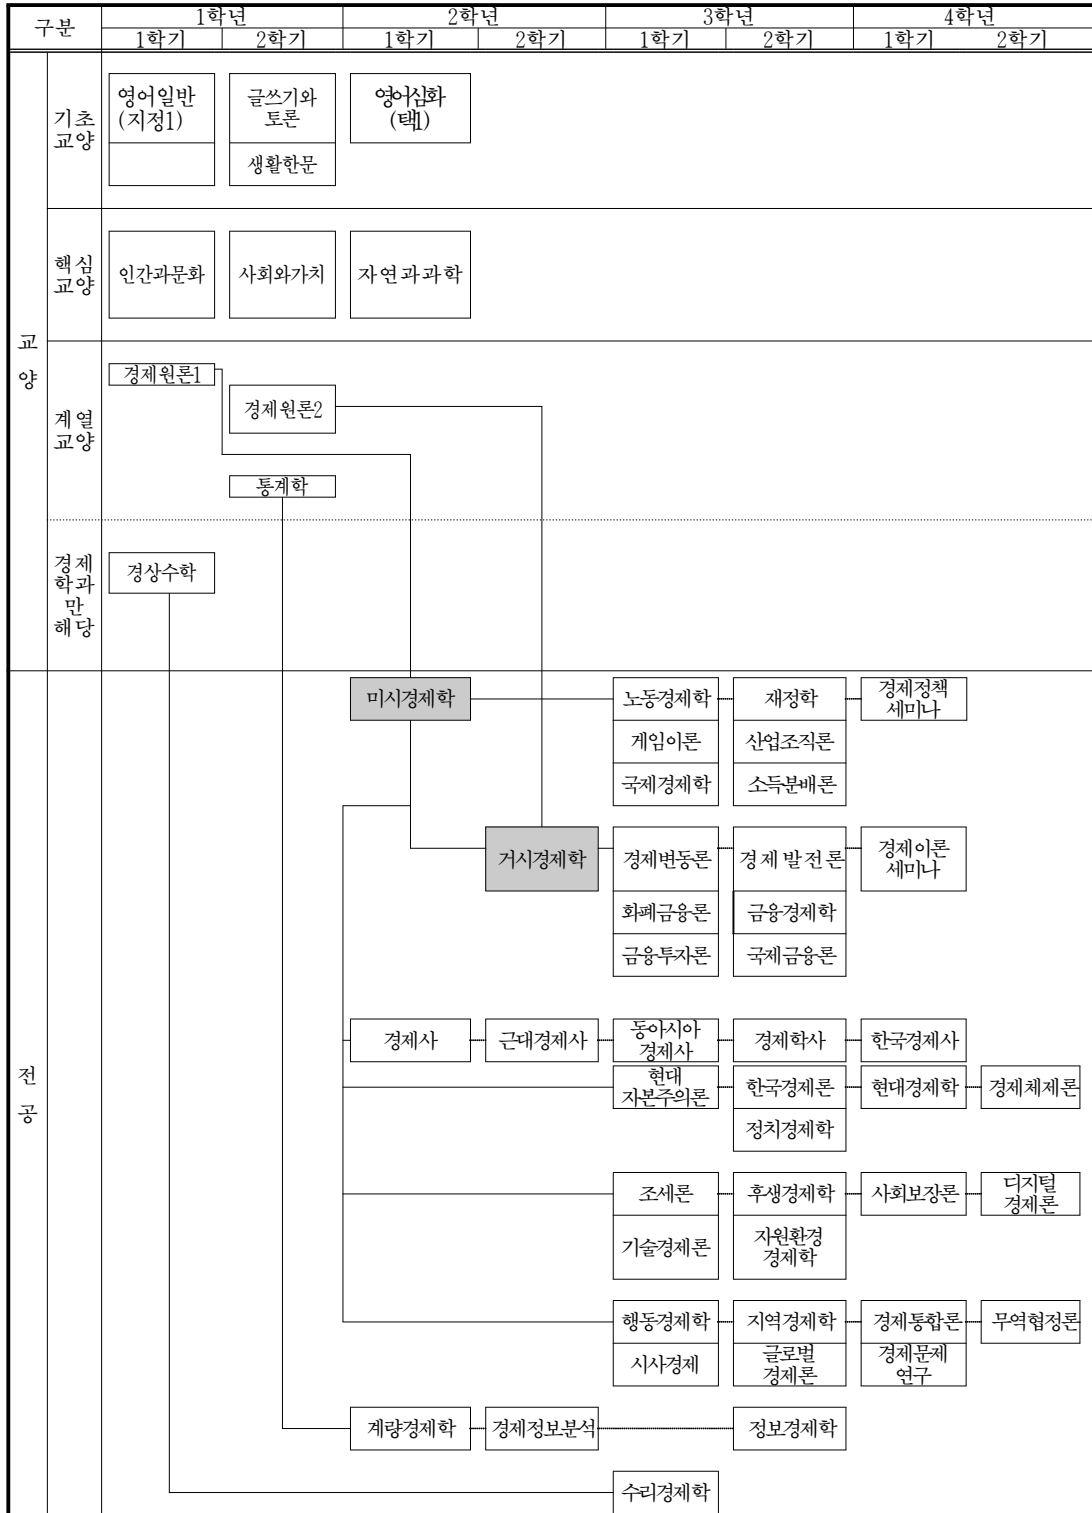 구분
1학년
2학년
3학년
4학년
1학기
2학기
1학기
2학기
1학기
2학기
1학기
2학기
교
양
기초
교양
영어일반
(지정1)
글쓰기와
토론
생활한문
영어심화
(택1)
핵심
교양
인간과문화
사회와가치
자연과과학
계열
교양
경제원론1
경제원론2
통계학
경제
학과
만
해당
경상수학
전
공
미시경제학
노동경제학
재정학
경제정책
세미나
게임이론
산업조직론
국제경제학
소득분배론
거시경제학
경제변동론
경제발전론
경제이론
세미나
화폐금융론
금융경제학
금융투자론
국제금융론
경제사
근대경제사
동아시아
경제사
경제학사
한국경제사
현대
자본주의론
한국경제론
현대경제학
경제체제론
정치경제학
조세론
후생경제학
사회보장론
디지털
경제론
기술경제론
자원환경
경제학
행동경제학
지역경제학
경제통합론
무역협정론
시사경제
글로벌
경제론
경제문제
연구
계량경제학
경제정보분석
정보경제학
수리경제학